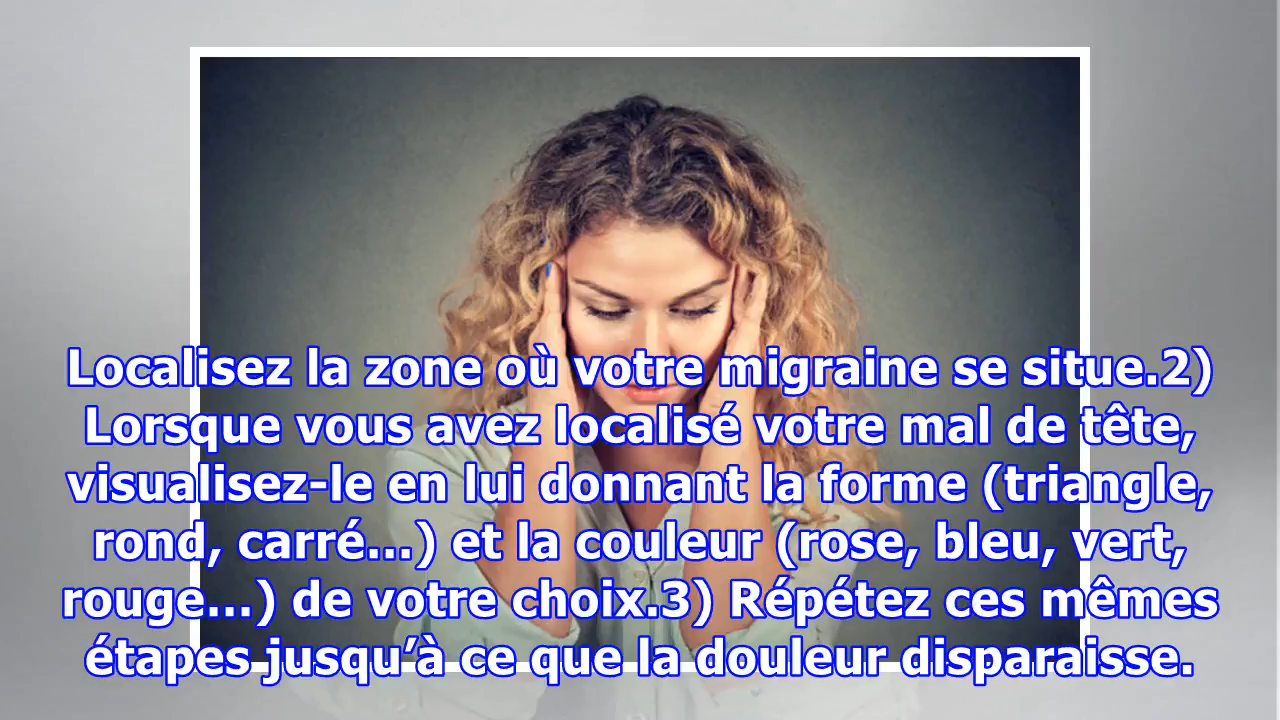 Localisez la zone où votre migraine se situe.2)
Lorsque vous avez localisé votre mal de tête,
visualisez-le en lui donnant la forme (triangle,
rond, carré...) et la couleur (rose, bleu, vert,
rouge...) de votre choix.3) Répétez ces mêmes
étapes jusqu’à ce que la douleur disparaisse.